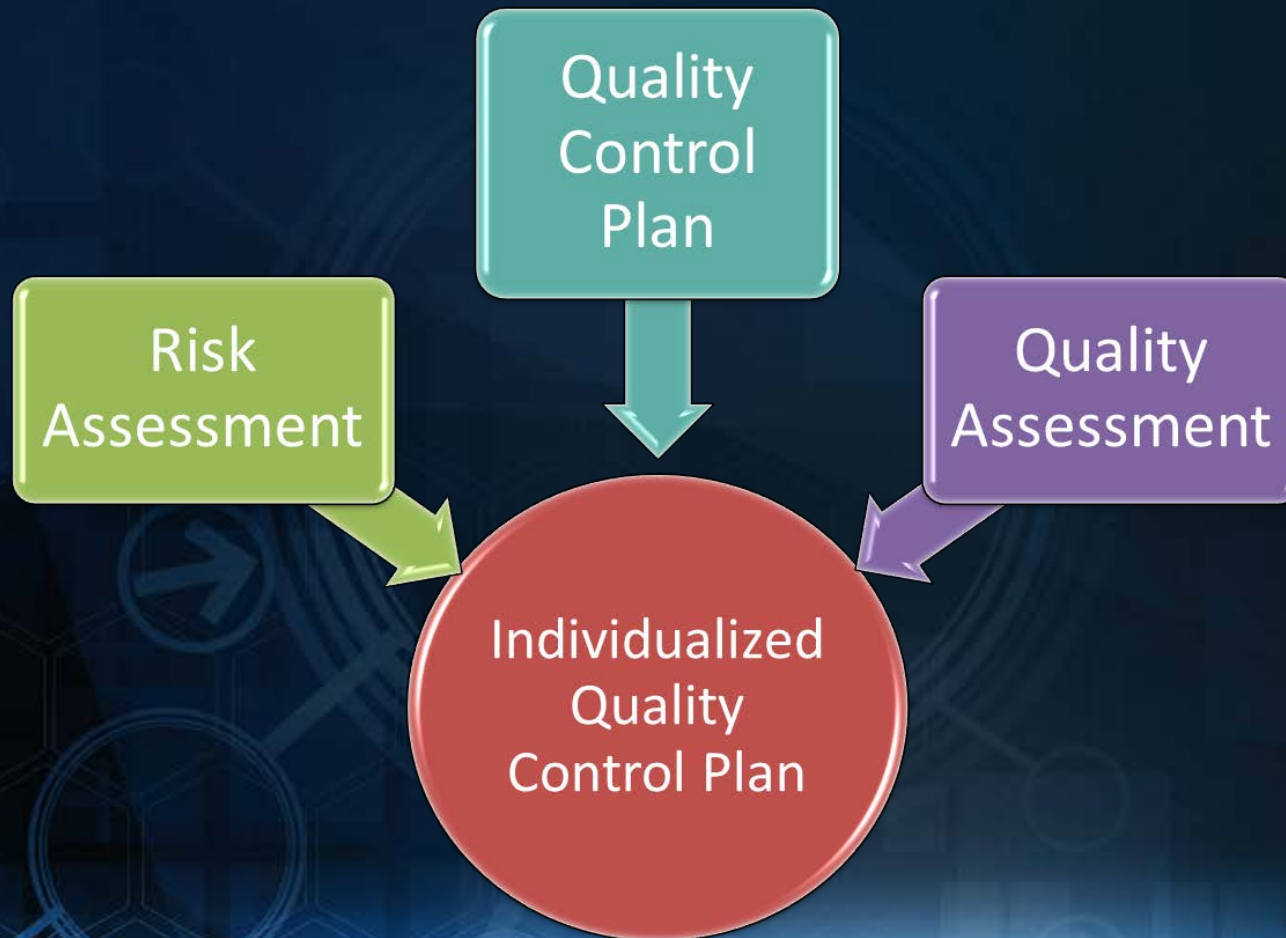 Quality
Control
Plan
Risk
Assessment
Quality
Assessment
Individualized
Quality
Control Plan